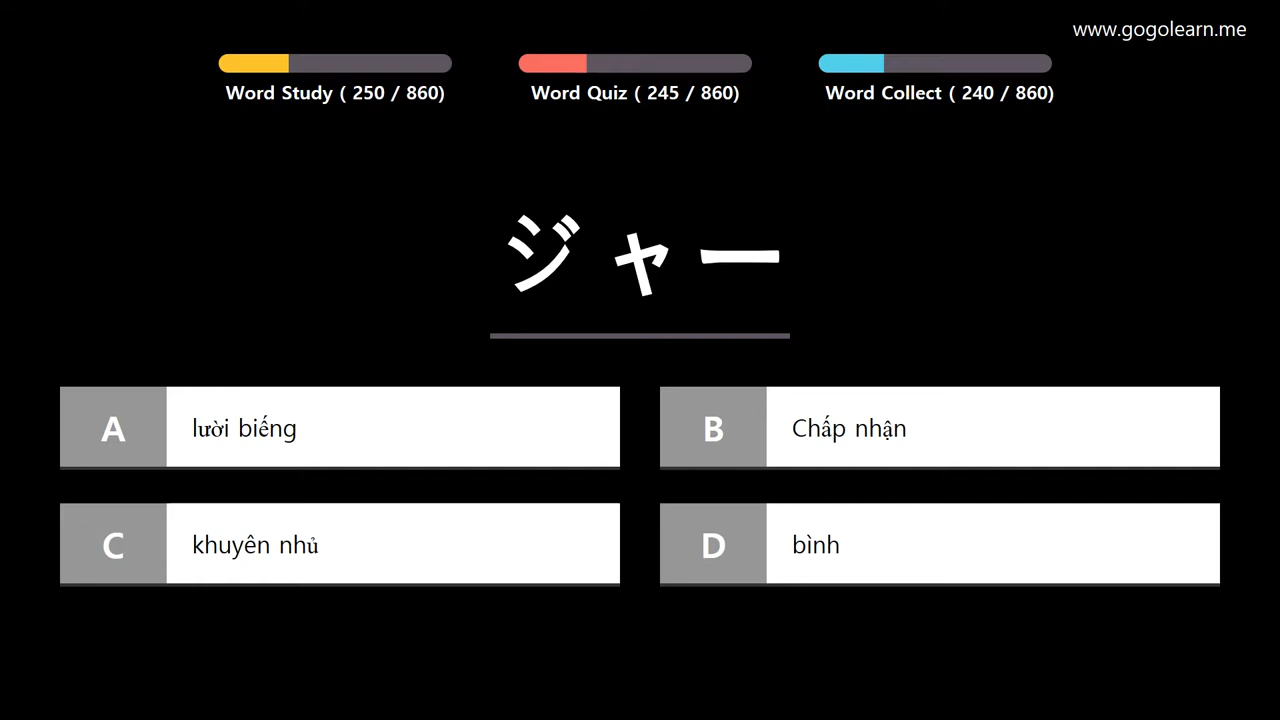 www.gogolearn.me
Word Study ( 250 / 860)
Word Quiz ( 245 / 860)
Word Collect ( 240 / 860)
ジャー
A lười biếng
B Chấp nhận
C khuyên nhủ
D bình